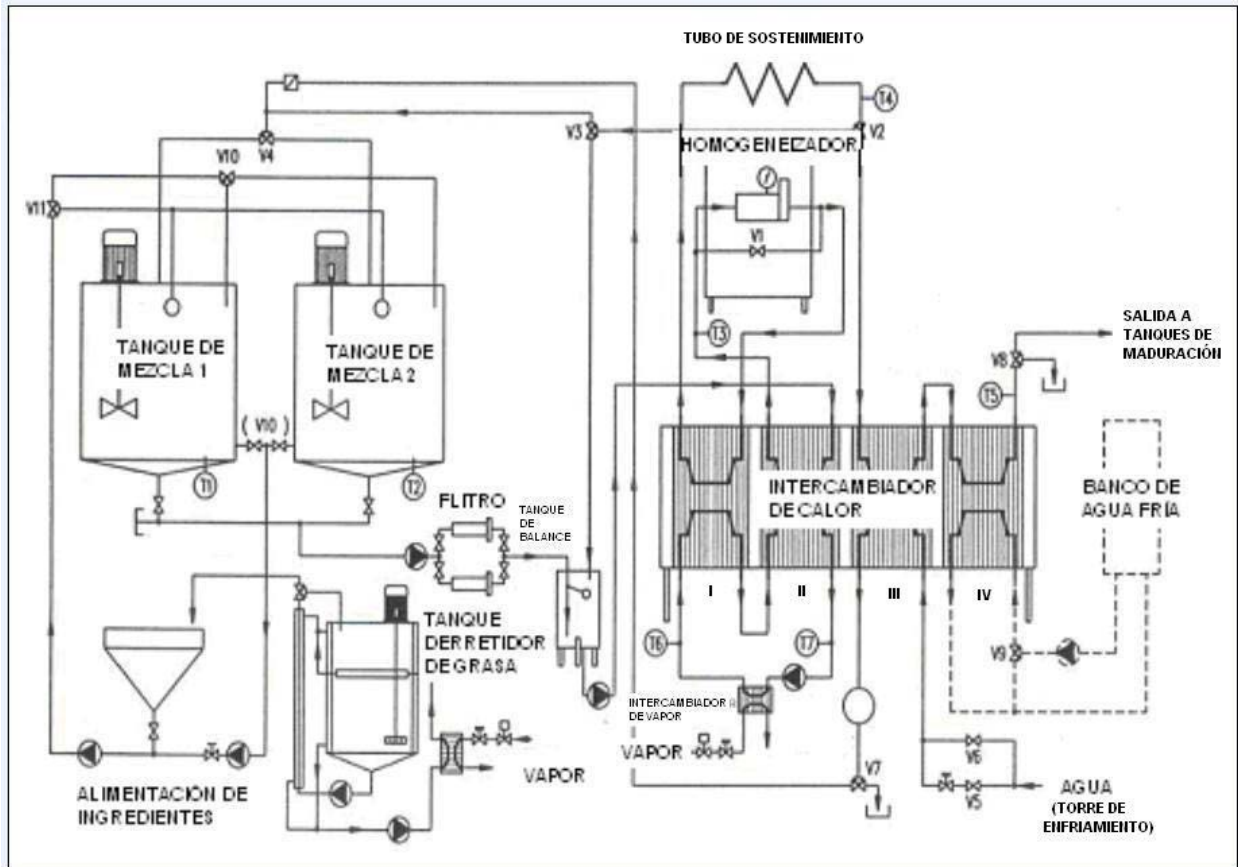 TUBO DE SOSTENIMIENTO
T4
V3
V2
V4
HOMOGENEIZADOR
V10
V11
V1
TANQUE DE
MEZCLA 1
TANQUE DE
MEZCLA 2
T3
SALIDA A
TANQUES DE
MADURACIÓN
V8
T5
( V10 )
T1
T2
FLITRO
TANQUE
DE
BALANCE
INTERCAMBIADOR
DE CALOR
BANCO DE
AGUA FRÍA
I
II
III
IV
TANQUE
DERRETIDOR
DE GRASA
T6
T7
V9
INTERCAMBIADOR
DE VAPOR
VAPOR
VAPOR
V7
V6
V5
AGUA
(TORRE DE
ENFRIAMIENTO)
ALIMENTACIÓN DE
INGREDIENTES